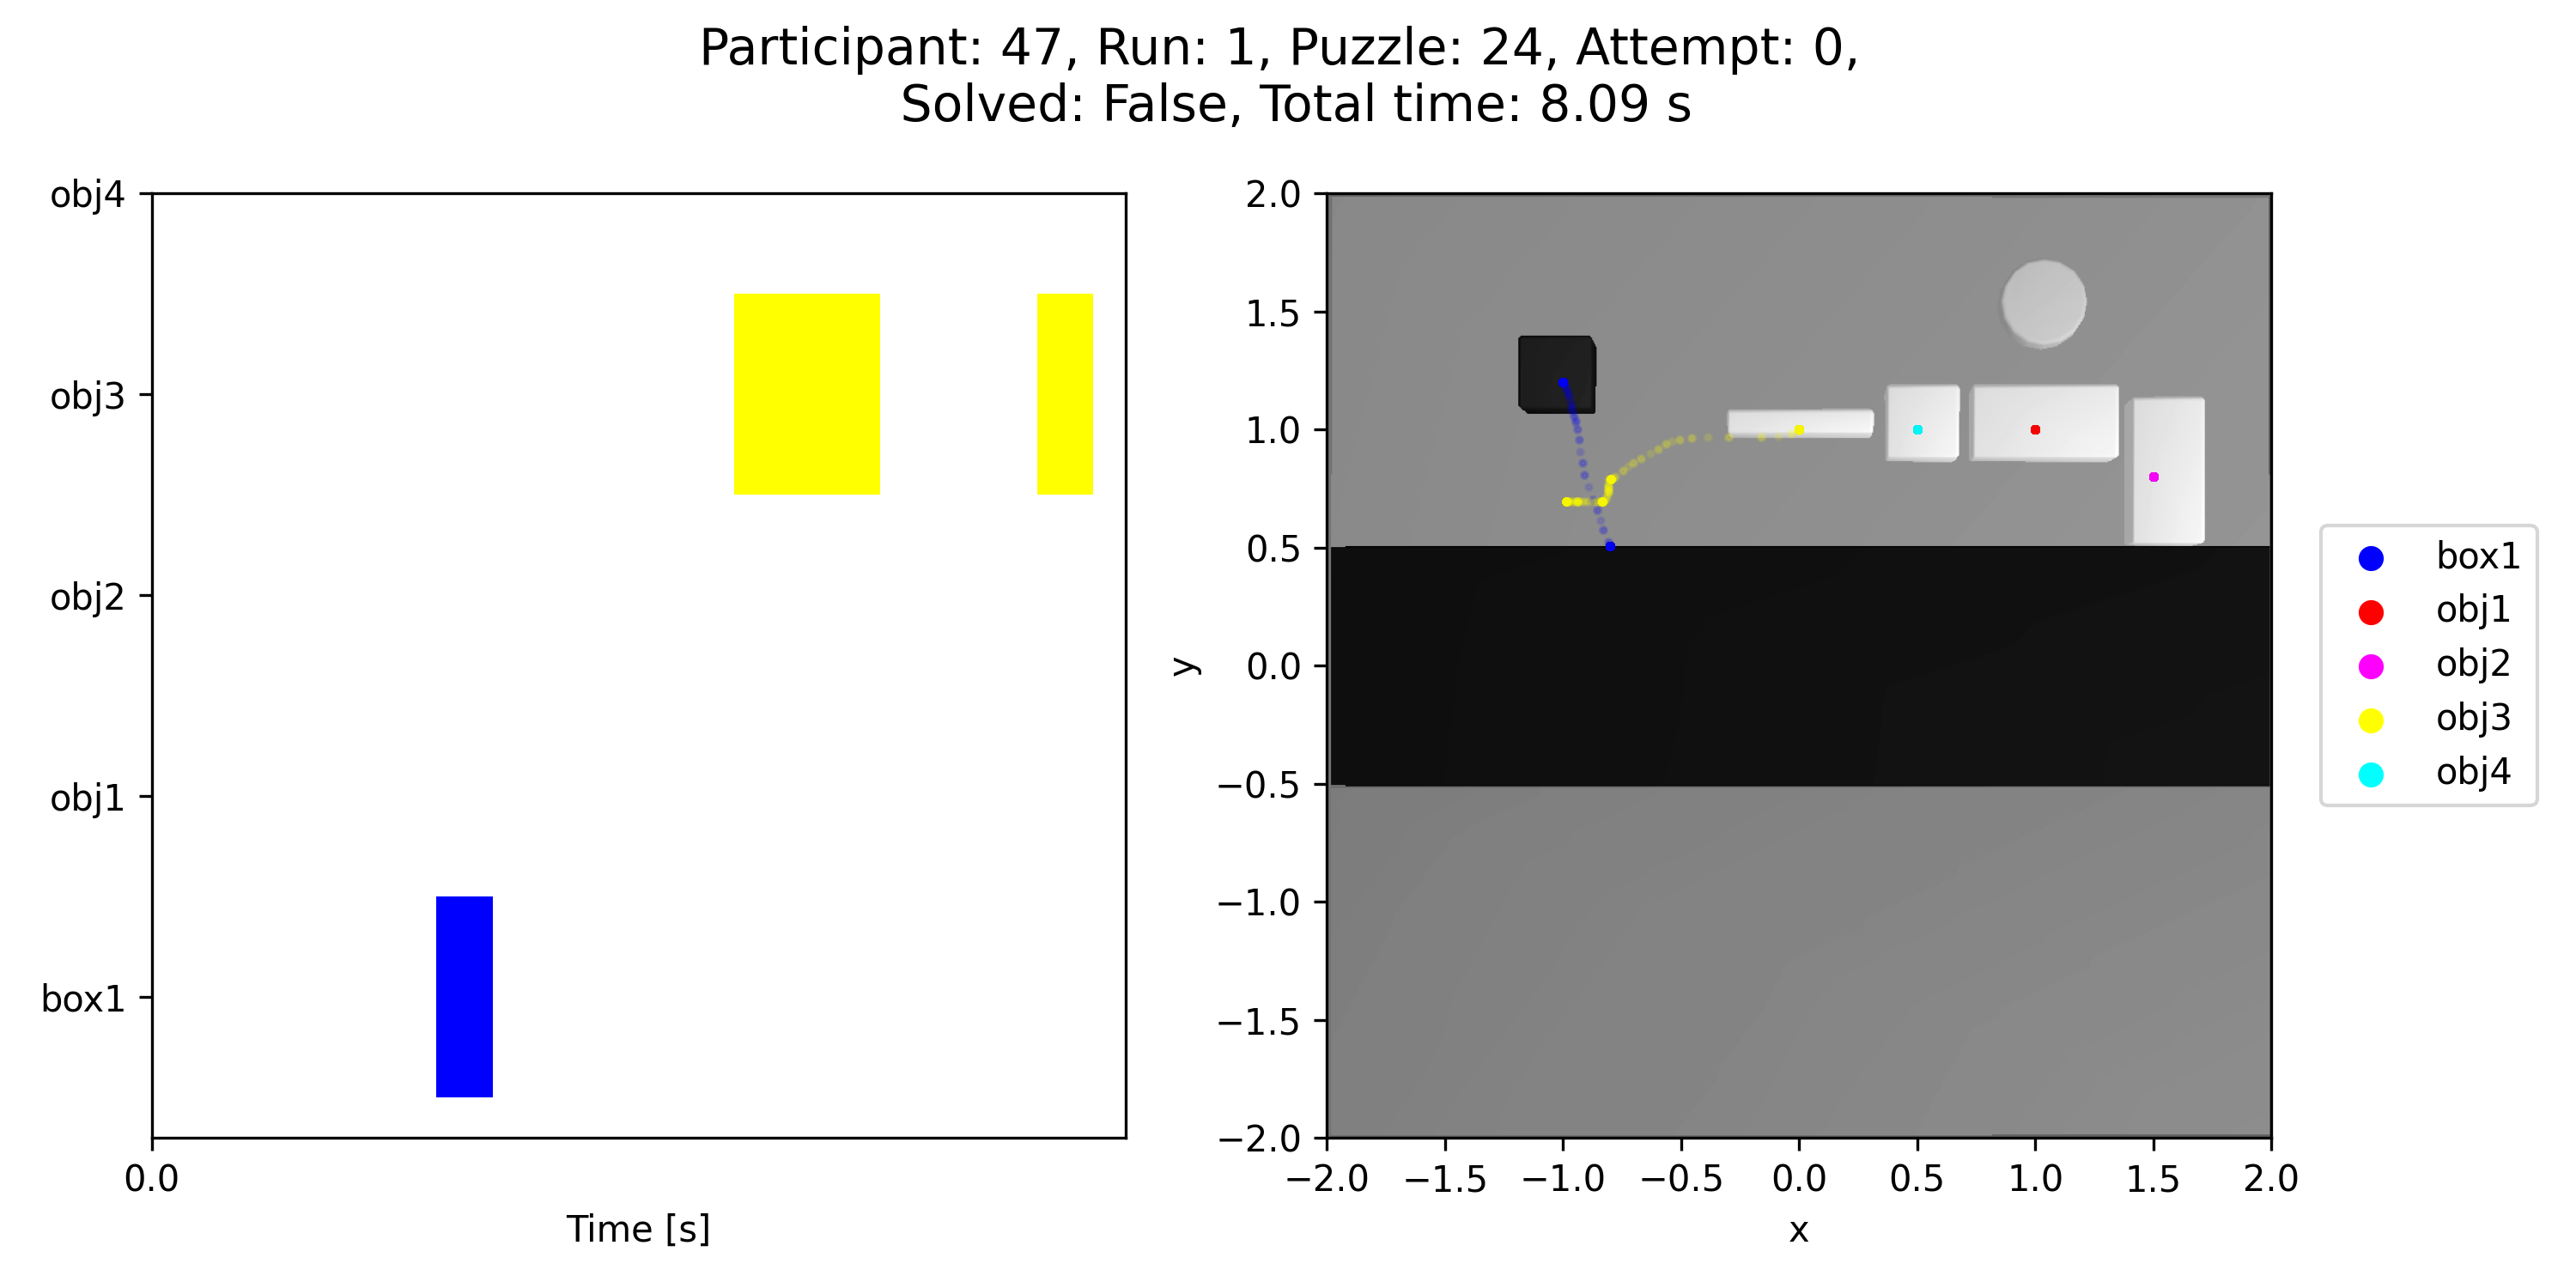 Participant: 47, Run: 1, Puzzle: 24, Attempt: 0,
Solved: False, Total time: 8.09 s
obj4
obj3
obj2
obj1
box1
0.0
Time [s]
2.0
1.5
1.0
0.5
0.0
−0.5
−1.0
−1.5
−2.0
y
−2.0 −1.5 −1.0 −0.5 0.0 0.5 1.0 1.5 2.0
x
box1
obj1
obj2
obj3
obj4